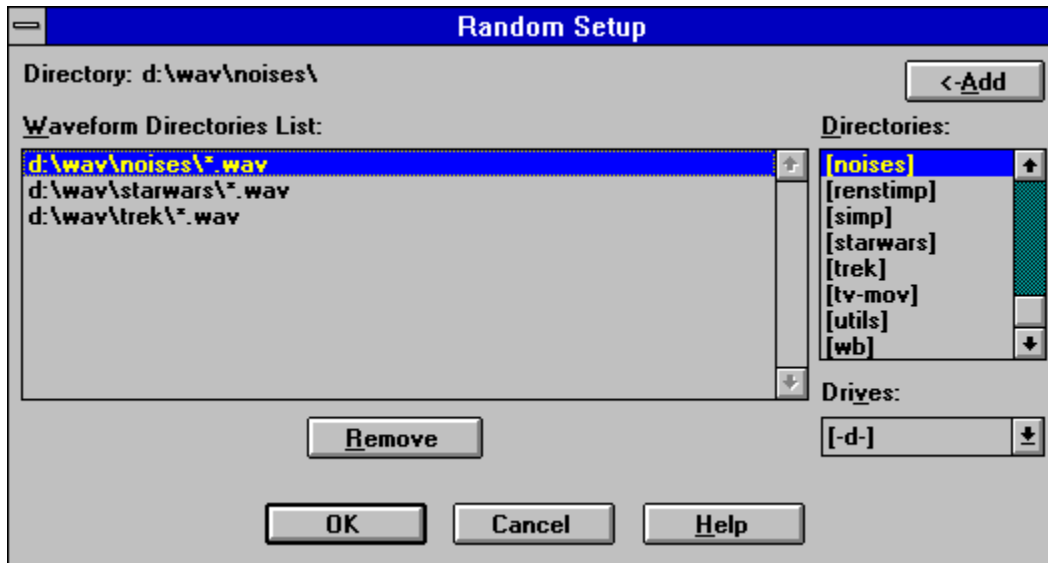 Random Setup
Directory: d:\wav\noises\
<-Add
Waveform Directories List:
d:\wav\noises\*.wav
d:\wav\starwars\*.wav
d:\wav\trek\*.wav
Directories:
[noises]
[renstimp]
[simp]
[starwars]
[trek]
[tv-mov]
[utils]
[wb]
Remove
Drives:
[-d-]
OK
Cancel
Help